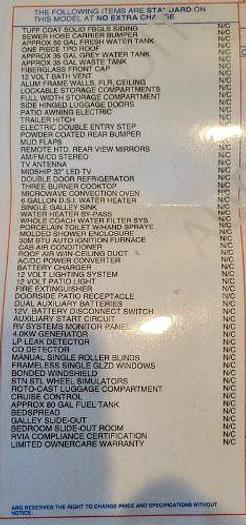 THE FOLLOWING ITEMS ARE STANDARD ON
THIS MODEL AT NO EXTRA CHARGE
TUFF COAT SOLID FBGLS SIDING N/C
SEWER HOSE CARRIER BUMPER N/C
APPROX 50 GAL FRESH WATER TANK N/C
ONE PIECE TPO ROOF N/C
APPROX 35 GAL GREY WATER TANK N/C
APPROX 35 GAL WASTE TANK N/C
FIBERGLASS FRONT CAP N/C
12 VOLT BATH VENT N/C
ALUM FRAME WALLS, FLR, CEILING N/C
LOCKABLE STORAGE COMPARTMENTS N/C
FULL WIDTH STORAGE COMPARTMENT N/C
SIDE HINGED LUGGAGE DOORS N/C
PATIO AWNING ELECTRIC N/C
TRAILER HITCH N/C
ELECTRIC DOUBLE ENTRY STEP N/C
POWDER COATED REAR BUMPER N/C
MUD FLAPS N/C
REMOTE HTD. REAR VIEW MIRRORS N/C
AM/FM/CD STEREO N/C
TV ANTENNA N/C
MIDSHIP 32" LED TV N/C
DOUBLE DOOR REFRIGERATOR N/C
THREE BURNER COOKTOP N/C
MICROWAVE CONVECTION OVEN N/C
6 GALLON D.S.I. WATER HEATER N/C
SINGLE GALLEY SINK N/C
WATER HEATER BY-PASS N/C
WHOLE COACH WATER FILTER SYS N/C
PORCELAIN TOILET W/HAND SPRAYE N/C
MOLDED SHOWER ENCLOSURE N/C
30M BTU AUTO IGNITION FURNACE N/C
CAB AIR CONDITIONER N/C
ROOF AIR W/IN-CEILING DUCT N/C
AC/DC POWER CONVERTER N/C
BATTERY CHARGER N/C
12 VOLT LIGHTING SYSTEM N/C
12 VOLT PATIO LIGHT N/C
FIRE EXTINGUISHER N/C
DOORSIDE PATIO RECEPTACLE N/C
DUAL AUXILIARY BATTERIES N/C
12V. BATTERY DISCONNECT SWITCH N/C
AUXILIARY START CIRCUIT N/C
RV SYSTEMS MONITOR PANEL N/C
4.0KW GENERATOR N/C
LP LEAK DETECTOR N/C
CO DETECTOR N/C
MANUAL SINGLE ROLLER BLINDS N/C
FRAMELESS SINGLE GLZD WINDOWS N/C
BONDED WINDSHIELD N/C
STN STL WHEEL SIMULATORS N/C
ROTO-CAST LUGGAGE COMPARTMENT N/C
CRUISE CONTROL N/C
APPROX 80 GAL FUEL TANK N/C
BEDSPREAD N/C
GALLEY SLIDE-OUT N/C
BEDROOM SLIDE-OUT ROOM N/C
RVIA COMPLIANCE CERTIFICATION N/C
LIMITED OWNERCARE WARRANTY N/C
ARG RESERVES THE RIGHT TO CHANGE PRICE AND SPECIFICATIONS WITHOUT
NOTICE.